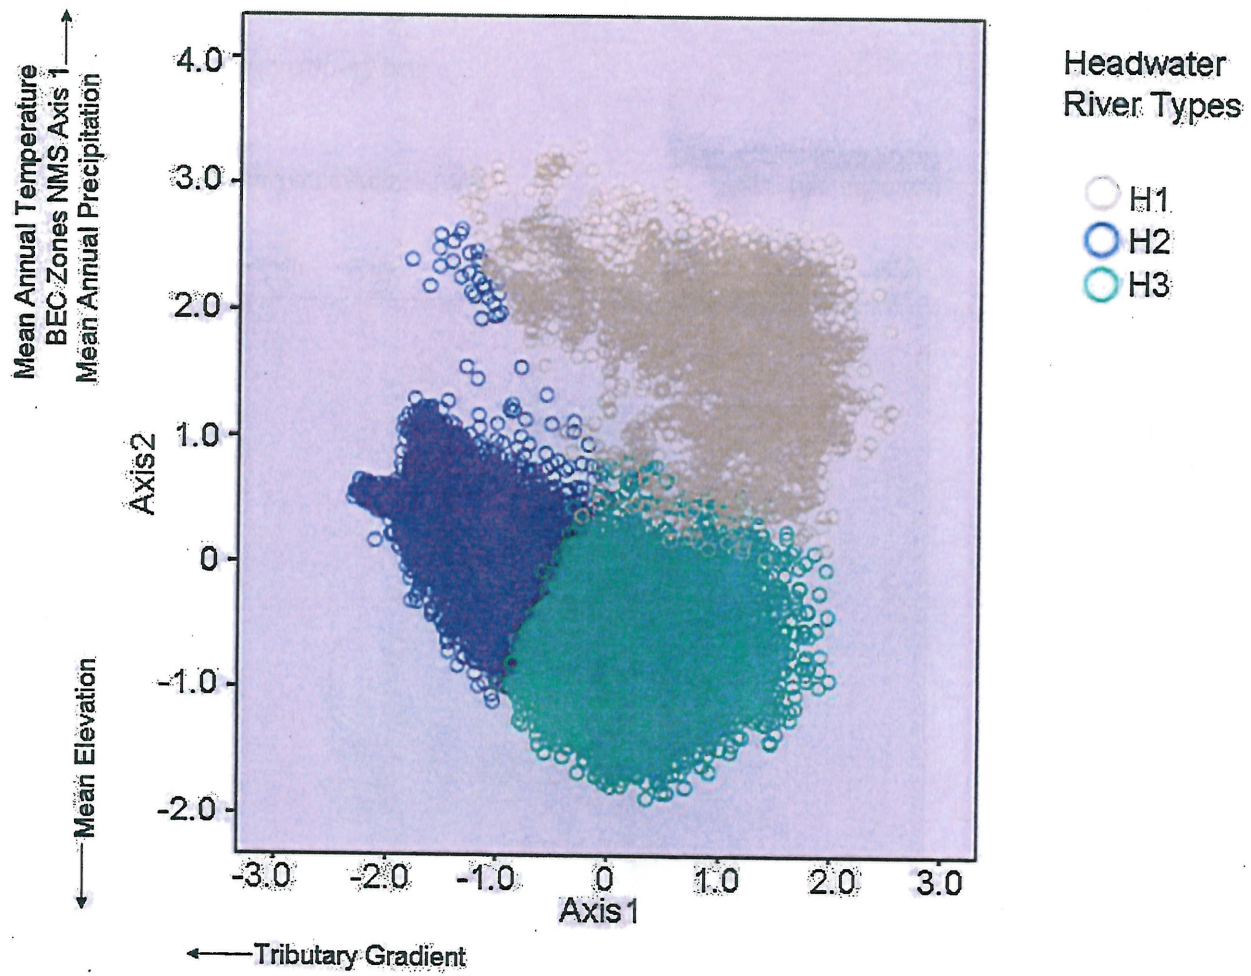 Mean Annual Temperature
BEC Zones NMS Axis 1
Mean Annual Precipitation
Mean Elevation
Axis2
4.0
3.0
2.0
1.0
0
-1.0
-2.0
-3.0 -2.0 -1.0 0 1.0 2.0 3.0
Axis1
Tributary Gradient
Headwater
River Types
H1
H2
H3